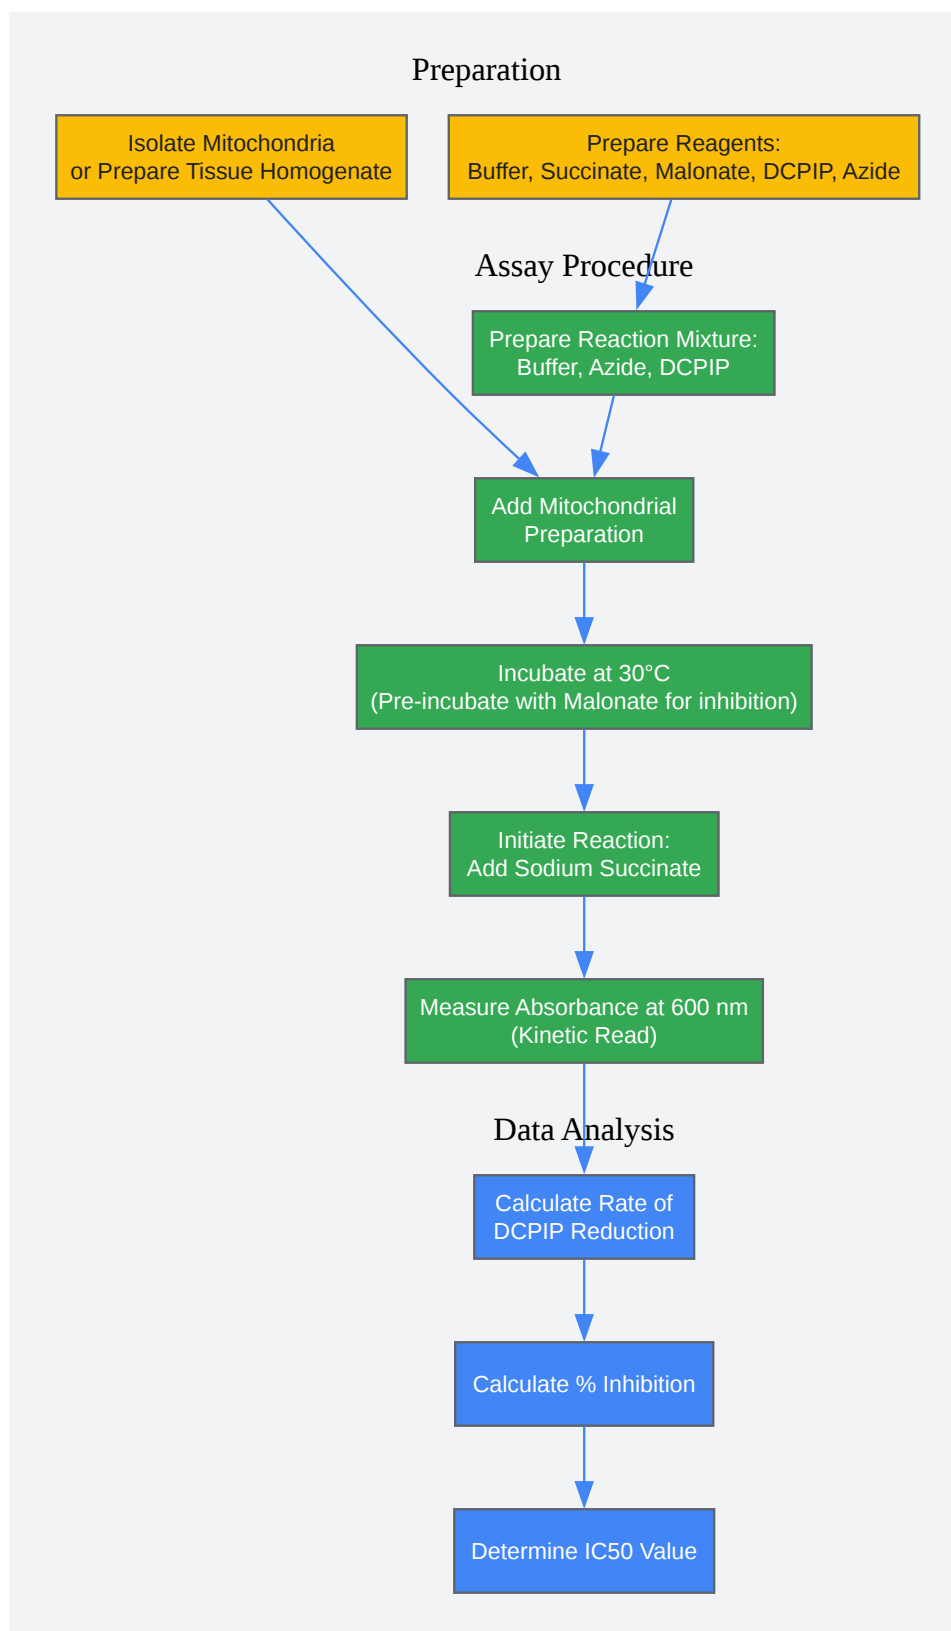 Preparation
Isolate Mitochondria
or Prepare Tissue Homogenate
Prepare Reagents:
Buffer, Succinate, Malonate, DCPIP, Azide
Assay Procedure
Prepare Reaction Mixture:
Buffer, Azide, DCPIP
Add Mitochondrial
Preparation
Incubate at 30°C
(Pre-incubate with Malonate for inhibition)
Initiate Reaction:
Add Sodium Succinate
Measure Absorbance at 600 nm
(Kinetic Read)
Data Analysis
Calculate Rate of
DCPIP Reduction
Calculate % Inhibition
Determine IC50 Value